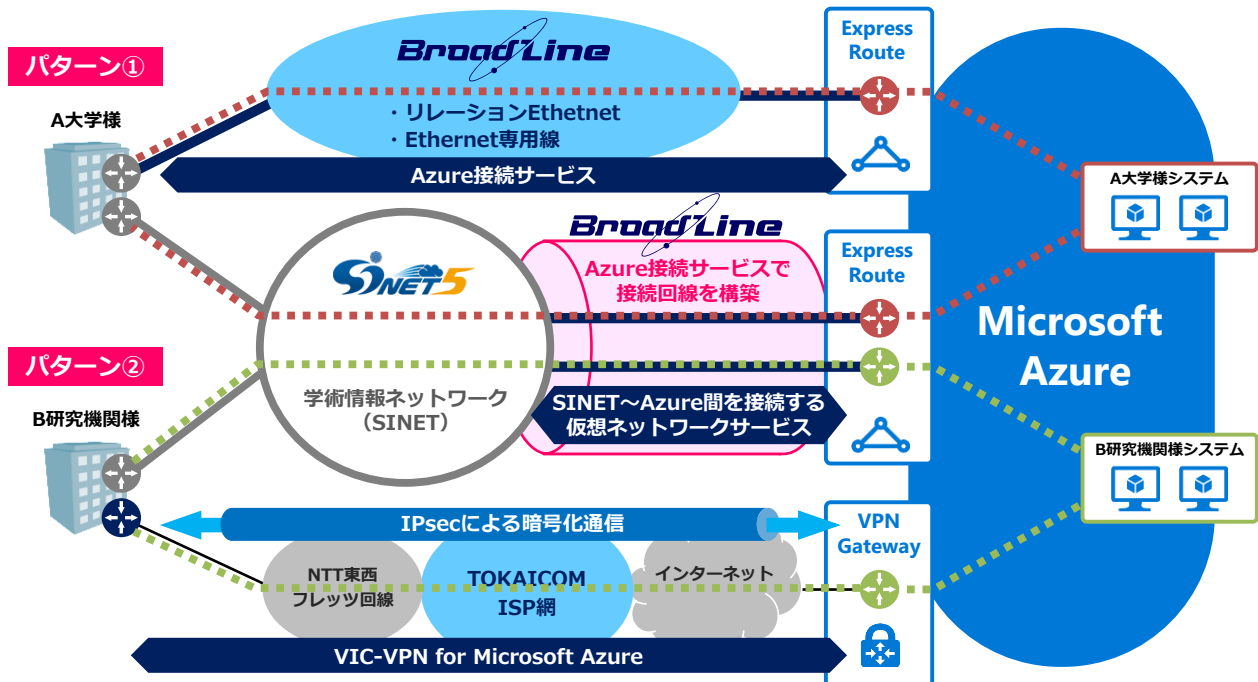 パターン①
A大学様
BroadLine
・リレーションEthetnet
・Ethernet専用線
Azure接続サービス
Express
Route
A大学様システム
SINET5
学術情報ネットワーク
（SINET）
BroadLine
Azure接続サービスで
接続回線を構築
SINET～Azure間を接続する
仮想ネットワークサービス
Express
Route
Microsoft
Azure
パターン②
B研究機関様
B研究機関様システム
IPsecによる暗号化通信
NTT東西
フレッツ回線
TOKAICOM
ISP網
インターネット
VPN
Gateway
VIC-VPN for Microsoft Azure